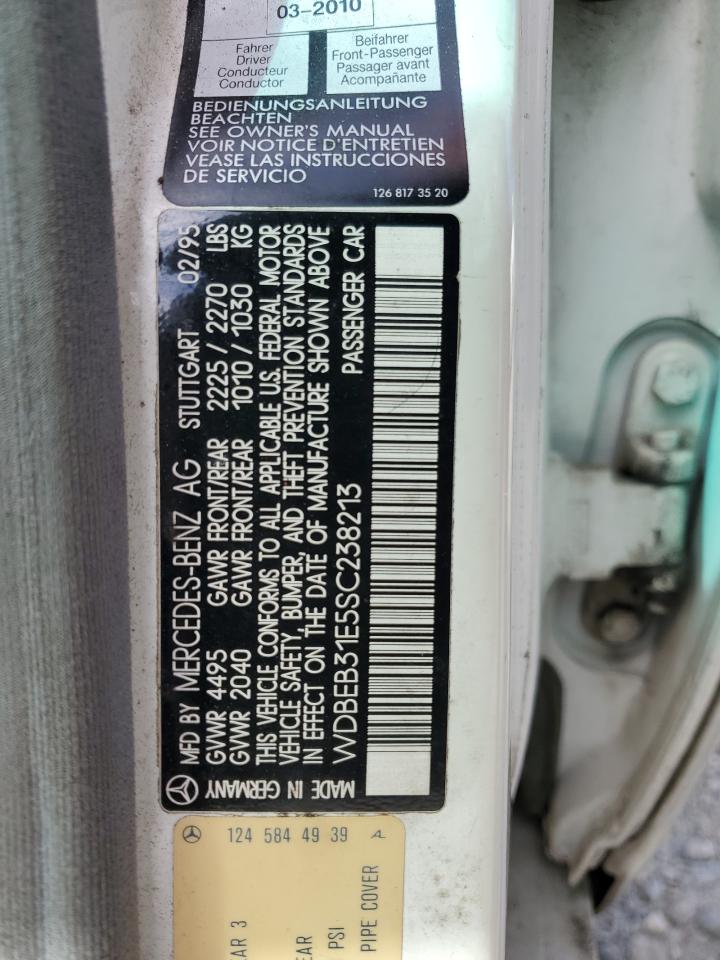 03-2010
Fahrer
Driver
Conducteur
Conductor
Beifahrer
Front-Passenger
Passager avant
Acompañante
BEDIENUNGSANLEITUNG
BEACHTEN
SEE OWNER'S MANUAL
VOIR NOTICE D'ENTRETIEN
VEASE LAS INSTRUCCIONES
DE SERVICIO
126 817 35 20
MFD BY MERCEDES-BENZ AG STUTTGART 02/95
GVWR 4495 GAWR FRONT/REAR 2225 / 2270 LBS
GVWR 2040 GAWR FRONT/REAR 1010 / 1030 KG
THIS VEHICLE CONFORMS TO ALL APPLICABLE U.S. FEDERAL MOTOR
VEHICLE SAFETY, BUMPER, AND THEFT PREVENTION STANDARDS
IN EFFECT ON THE DATE OF MANUFACTURE SHOWN ABOVE
WDBEB31E5SC238213 PASSENGER CAR
MADE IN GERMANY
124 584 49 39 A
AR 3
EAR
PSI
PIPE COVER